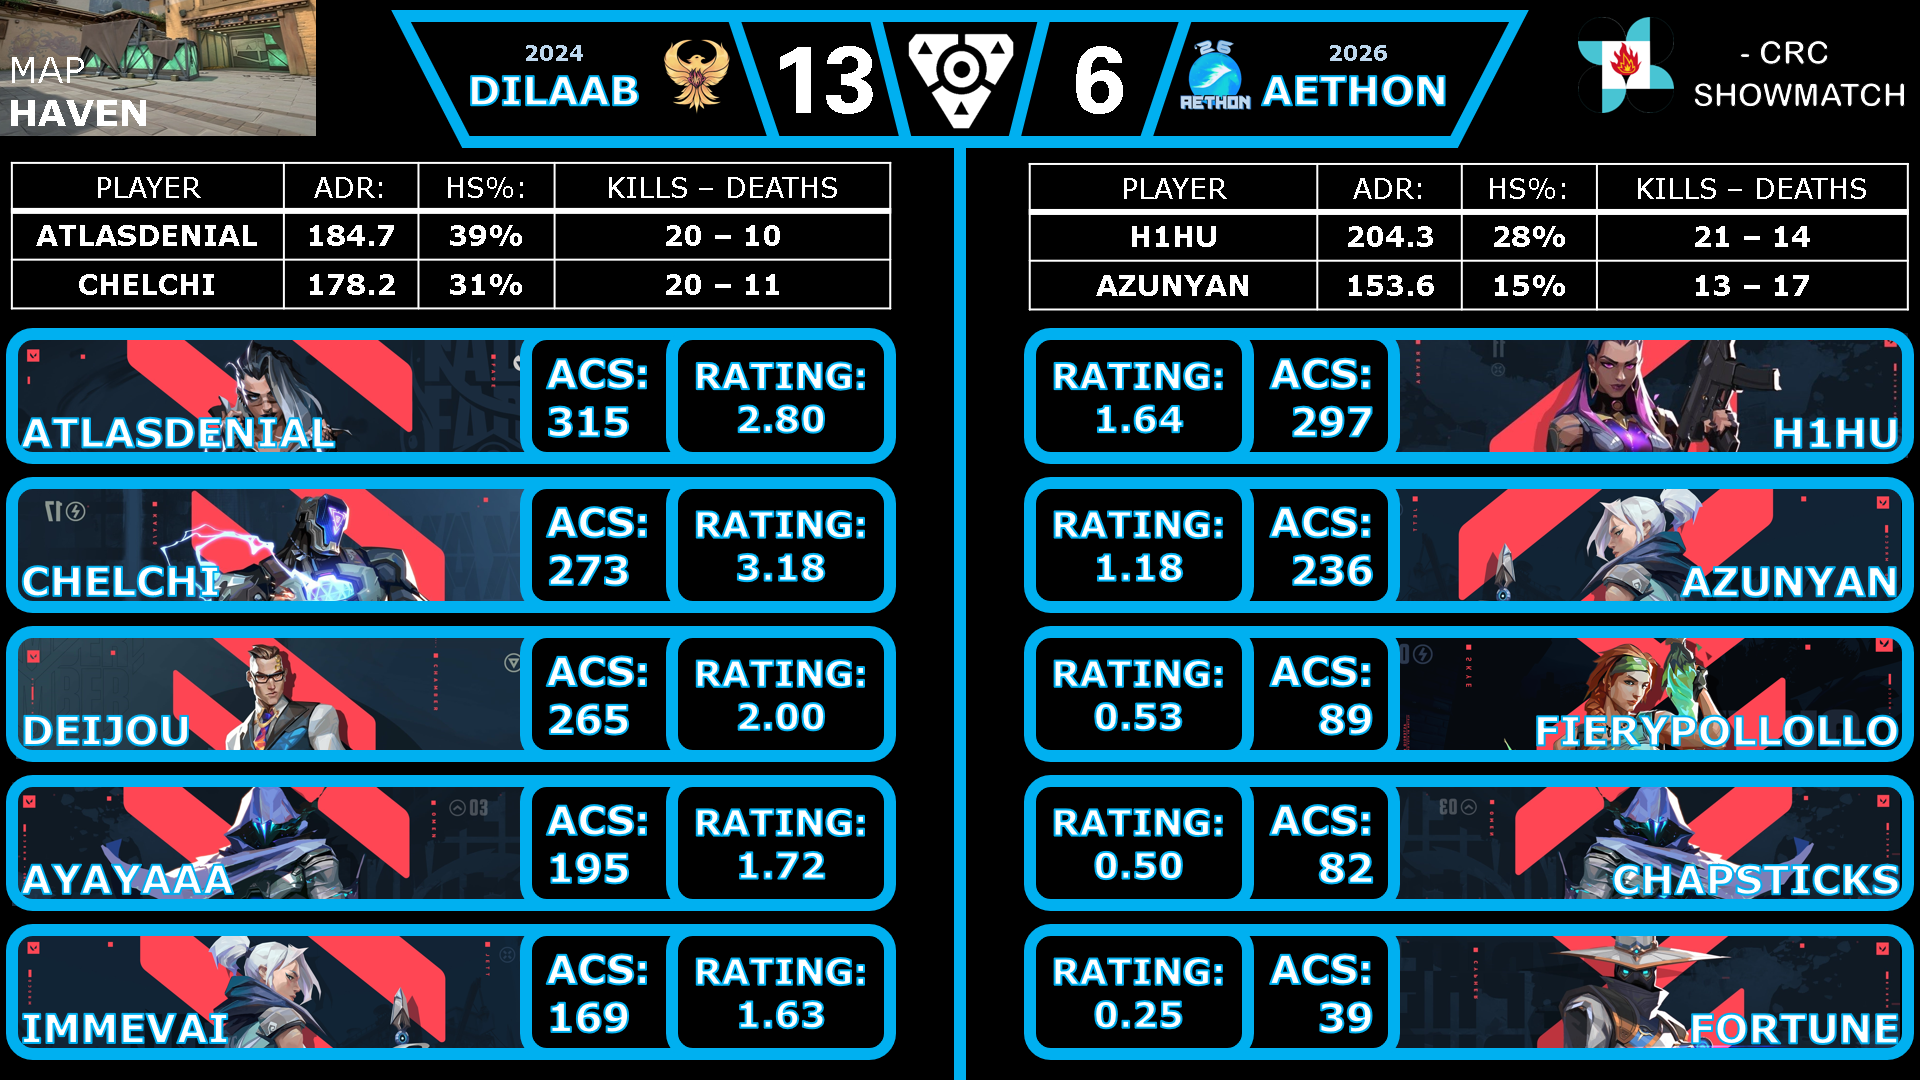 MAP
HAVEN
2024
DILAAB
13
6
26
AETHON
2026
AETHON
- CRC
SHOWMATCH
PLAYER ADR: HS%: KILLS – DEATHS
ATLASDENIAL 184.7 39% 20 – 10
CHELCHI 178.2 31% 20 – 11
PLAYER ADR: HS%: KILLS – DEATHS
H1HU 204.3 28% 21 – 14
AZUNYAN 153.6 15% 13 – 17
ATLASDENIAL
ACS:
315
RATING:
2.80
CHELCHI
ACS:
273
RATING:
3.18
DEIJOU
ACS:
265
RATING:
2.00
AYAYAAA
03
ACS:
195
RATING:
1.72
IMMEVAI
ACS:
169
RATING:
1.63
RATING:
1.64
ACS:
297
H1HU
RATING:
1.18
ACS:
236
AZUNYAN
RATING:
0.53
ACS:
89
FIERYPOLLOLLO
RATING:
0.50
ACS:
82
CHAPSTICKS
RATING:
0.25
ACS:
39
FORTUNE